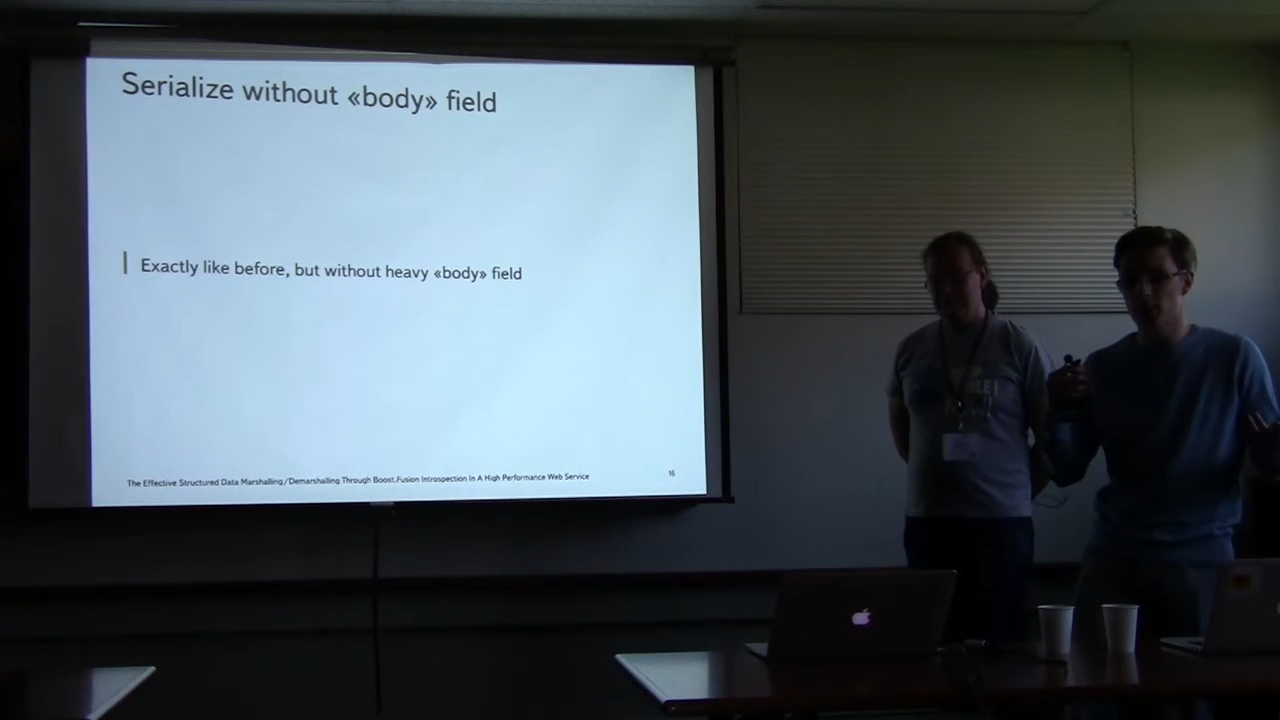 Serialize without «body» field
Exactly like before, but without heavy «body» field
The Effective Structured Data Marshalling/Demarshalling Through Boost.Fusion Introspection In A High Performance Web Service
16